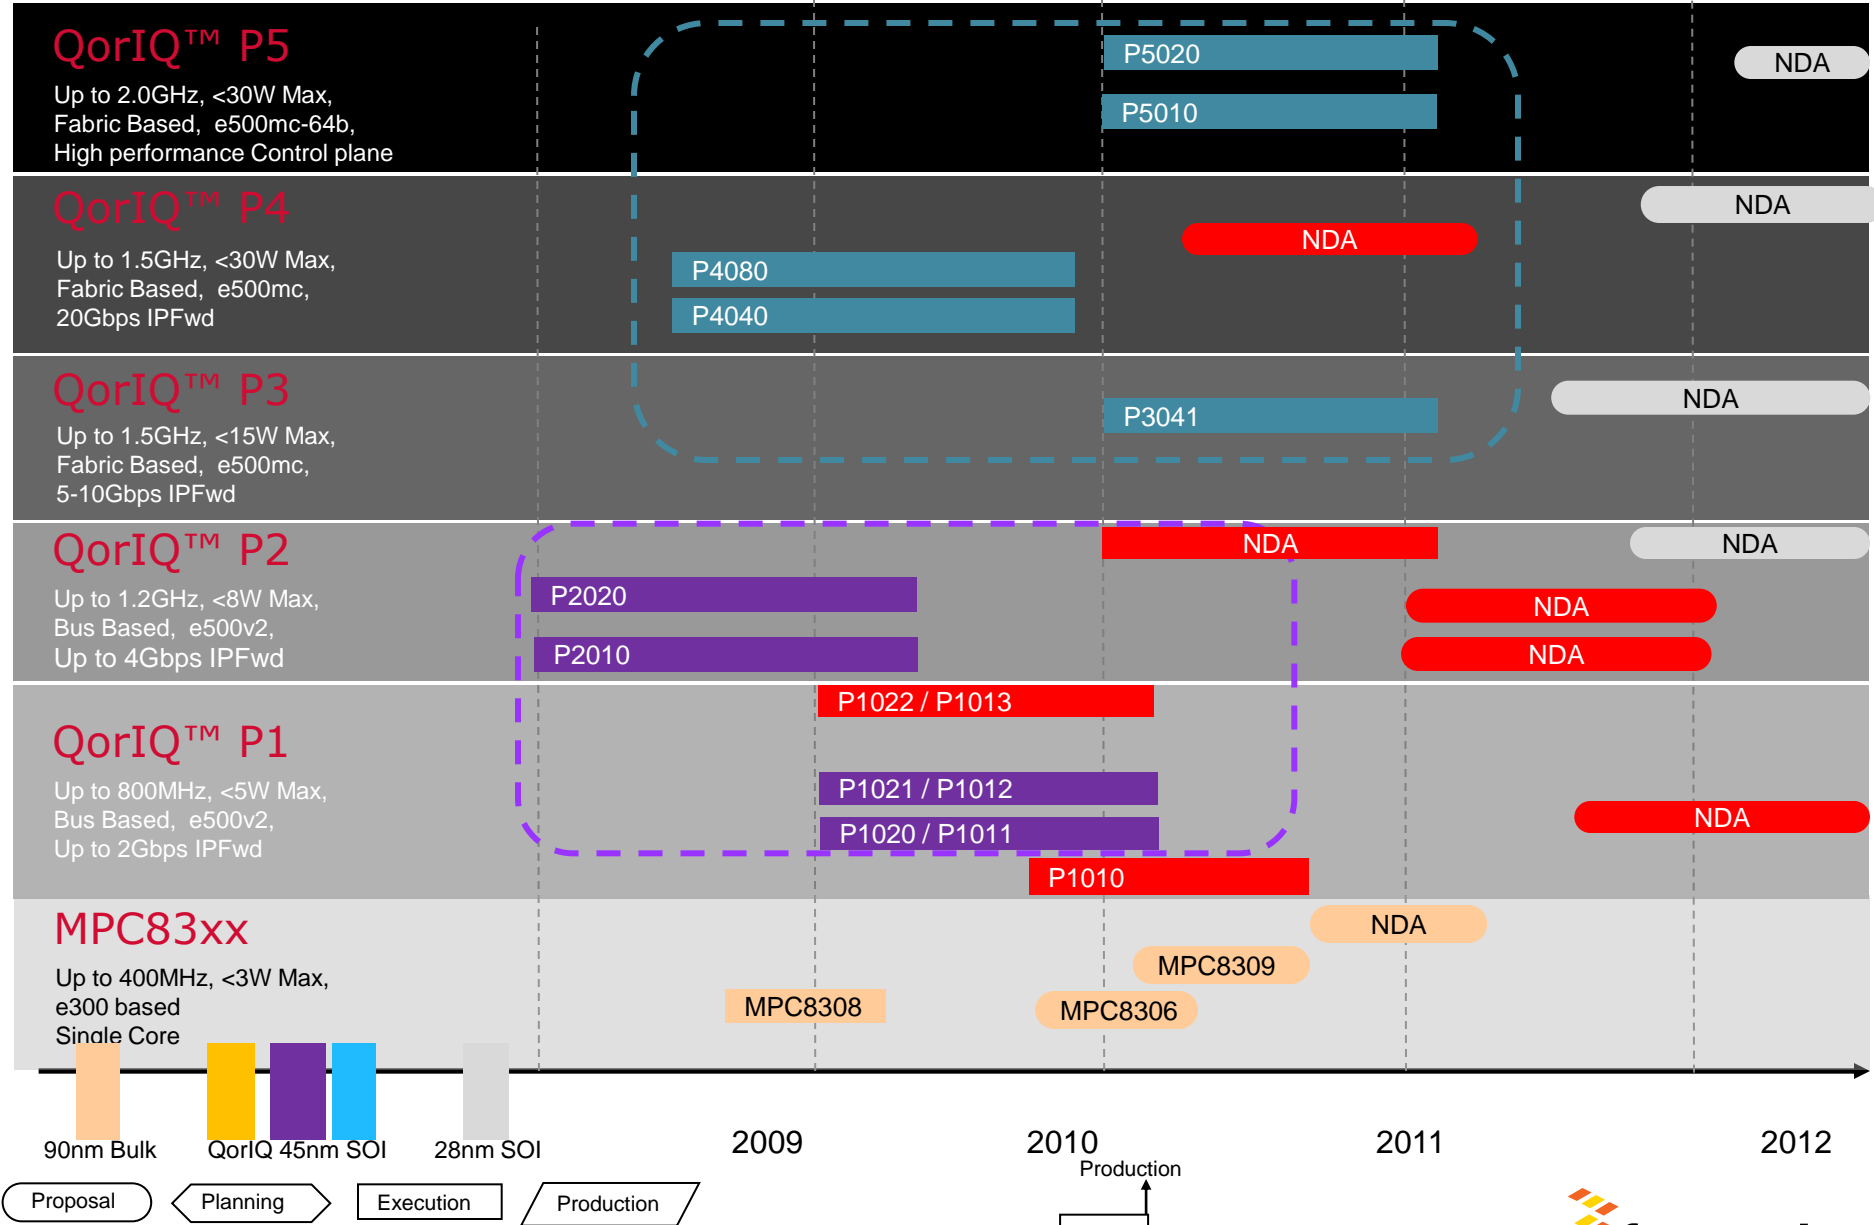 QorIQ™ P5
Up to 2.0GHz, <30W Max,
Fabric Based, e500mc-64b,
High performance Control plane
P5020
P5010
NDA
QorIQ™ P4
Up to 1.5GHz, <30W Max,
Fabric Based, e500mc,
20Gbps IPFwd
NDA
NDA
P4080
P4040
QorIQ™ P3
Up to 1.5GHz, <15W Max,
Fabric Based, e500mc,
5-10Gbps IPFwd
NDA
P3041
QorIQ™ P2
Up to 1.2GHz, <8W Max,
Bus Based, e500v2,
Up to 4Gbps IPFwd
NDA
NDA
P2020
NDA
P2010
NDA
QorIQ™ P1
Up to 800MHz, <5W Max,
Bus Based, e500v2,
Up to 2Gbps IPFwd
P1022 / P1013
P1021 / P1012
P1020 / P1011
NDA
P1010
MPC83xx
Up to 400MHz, <3W Max,
e300 based
Single Core
NDA
MPC8309
MPC8308
MPC8306
90nm Bulk
QorIQ 45nm SOI
28nm SOI
2009
2010
2011
2012
Production
Proposal
Planning
Execution
Production